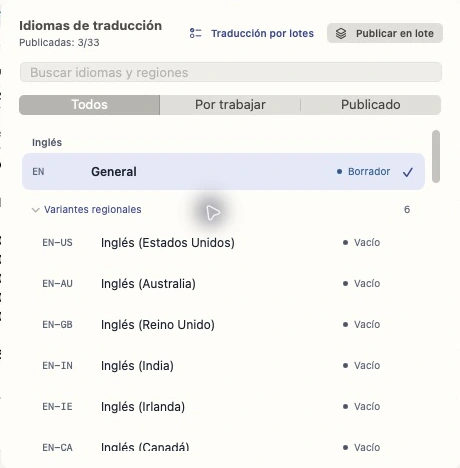 Idiomas de traducción
Publicadas: 3/33
Traducción por lotes
Publicar en lote
Buscar idiomas y regiones
Todos
Por trabajar
Publicado
Inglés
EN General Borrador
Variantes regionales 6
EN-US Inglés (Estados Unidos) Vacío
EN-AU Inglés (Australia) Vacío
EN-GB Inglés (Reino Unido) Vacío
EN-IN Inglés (India) Vacío
EN-IE Inglés (Irlanda) Vacío
EN-CA Inglés (Canadá) Vacío